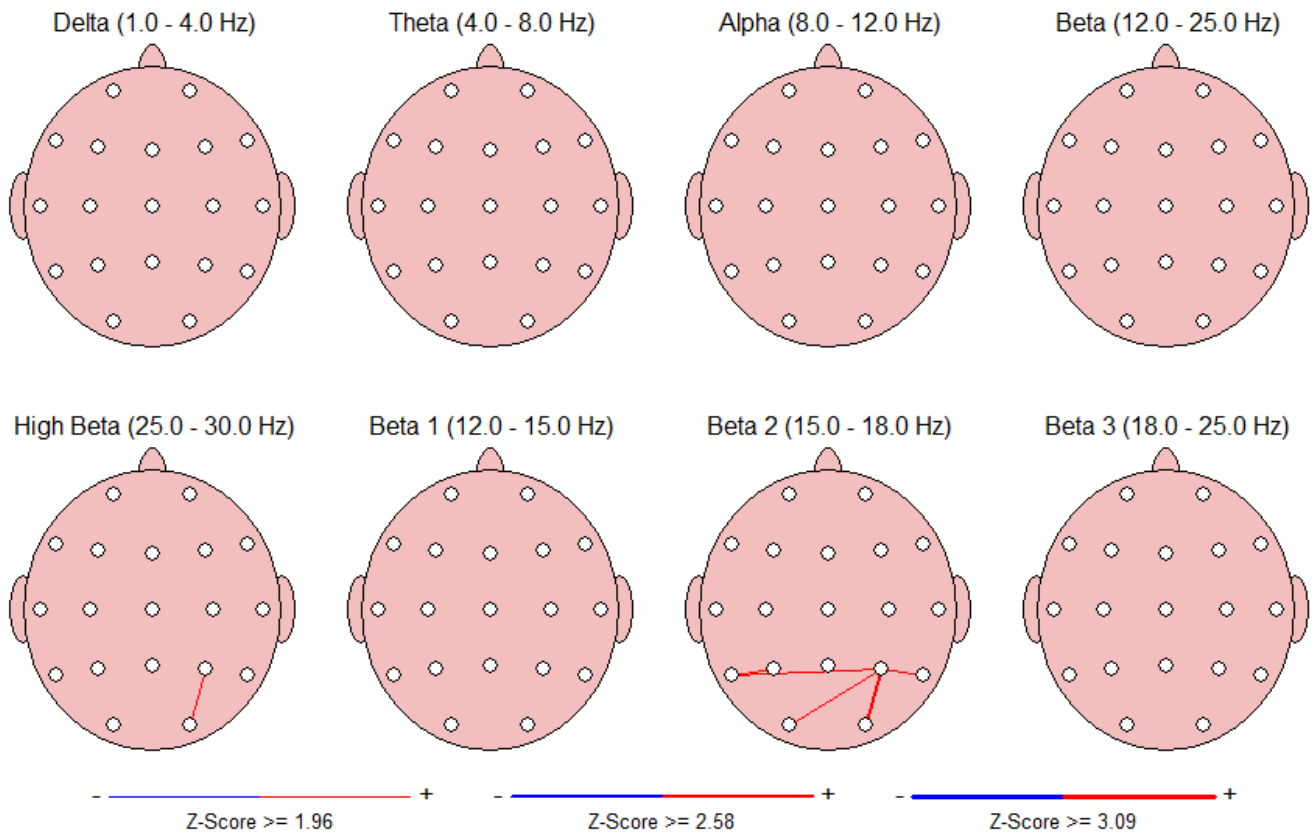 Delta (1.0 - 4.0 Hz)
Theta (4.0 - 8.0 Hz)
Alpha (8.0 - 12.0 Hz)
Beta (12.0 - 25.0 Hz)
High Beta (25.0 - 30.0 Hz)
Beta 1 (12.0 - 15.0 Hz)
Beta 2 (15.0 - 18.0 Hz)
Beta 3 (18.0 - 25.0 Hz)
- +
Z-Score >= 1.96
- +
Z-Score >= 2.58
- +
Z-Score >= 3.09